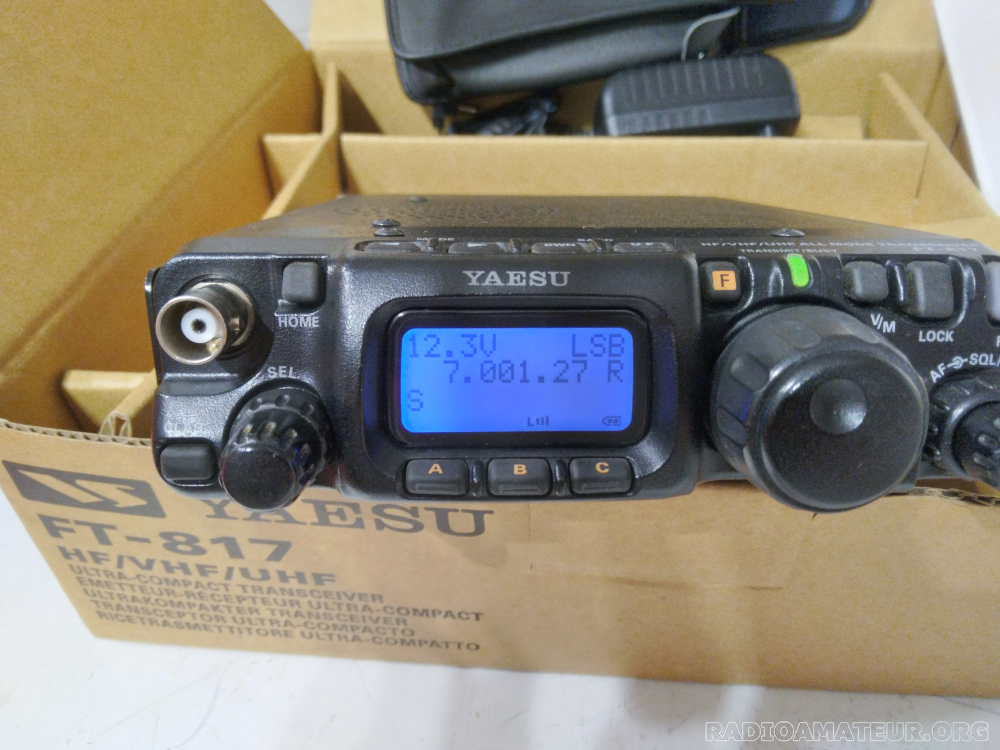 HF/VHF/UHF ALL MODE
TRANSMIT/BUSY
YAESU
F
HOME
V/M
LOCK
SEL
AF
SQL/
12.3V LSB
7.001.27 R
S
L
A B C
YAESU
FT-817
HF/VHF/UHF
ULTRA-COMPACT TRANSCEIVER
EMETTEUR-RÉCEPTEUR ULTRA-COMPACT
ULTRAKOMPAKTER TRANSCEIVER
TRANSCEPTOR ULTRA-COMPACTO
RICETRASMETTITORE ULTRA-COMPATTO
RADIOAMATEUR.ORG